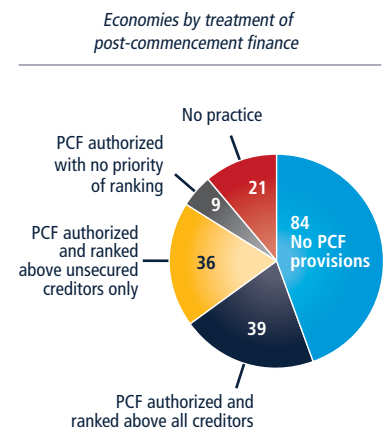 Economies by treatment of
post-commencement finance
No practice
21
PCF authorized
with no priority
of ranking
9
84
No PCF
provisions
PCF authorized
and ranked
above unsecured
creditors only
36
39
PCF authorized and
ranked above all creditors